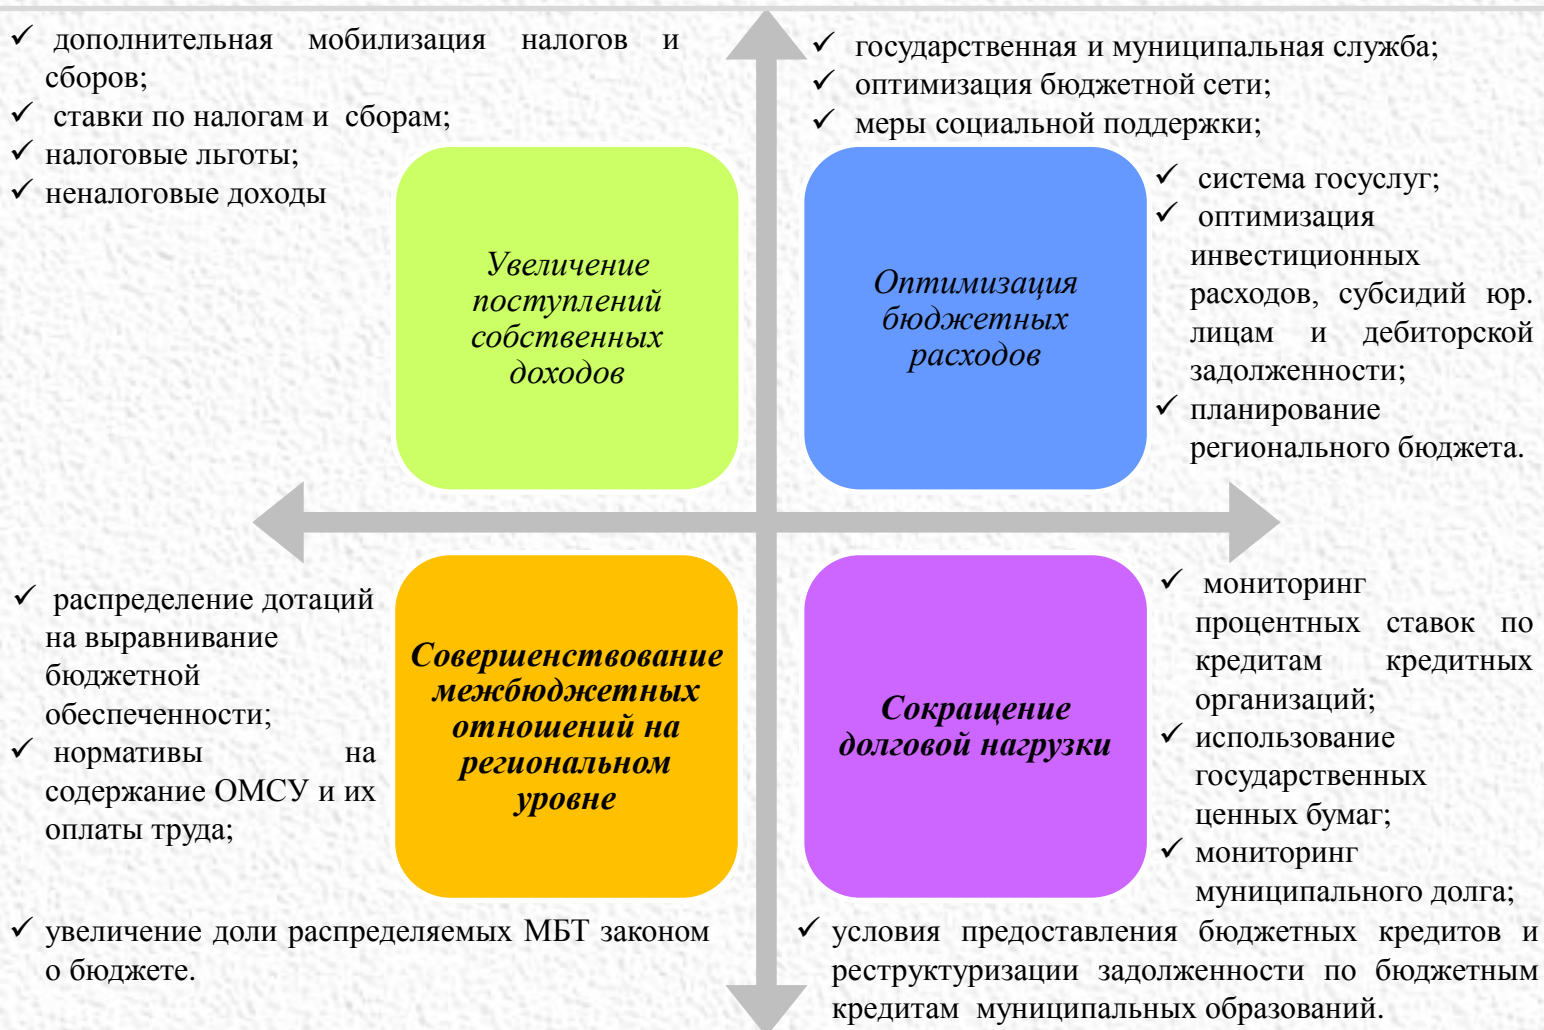 дополнительная мобилизация налогов и
сборов;
ставки по налогам и сборам;
налоговые льготы;
неналоговые доходы
Увеличение
поступлений
собственных
доходов
государственная и муниципальная служба;
оптимизация бюджетной сети;
меры социальной поддержки;
система госуслуг;
оптимизация
инвестиционных
расходов, субсидий юр.
лицам и дебиторской
задолженности;
планирование
регионального бюджета.
Оптимизация
бюджетных
расходов
распределение дотаций
на выравнивание
бюджетной
обеспеченности;
нормативы на
содержание ОМСУ и их
оплаты труда;
увеличение доли распределяемых МБТ законом
о бюджете.
Совершенствование
межбюджетных
отношений на
региональном
уровне
Сокращение
долговой нагрузки
мониторинг
процентных ставок по
кредитам кредитных
организаций;
использование
государственных
ценных бумаг;
мониторинг
муниципального долга;
условия предоставления бюджетных кредитов и
реструктуризации задолженности по бюджетным
кредитам муниципальных образований.